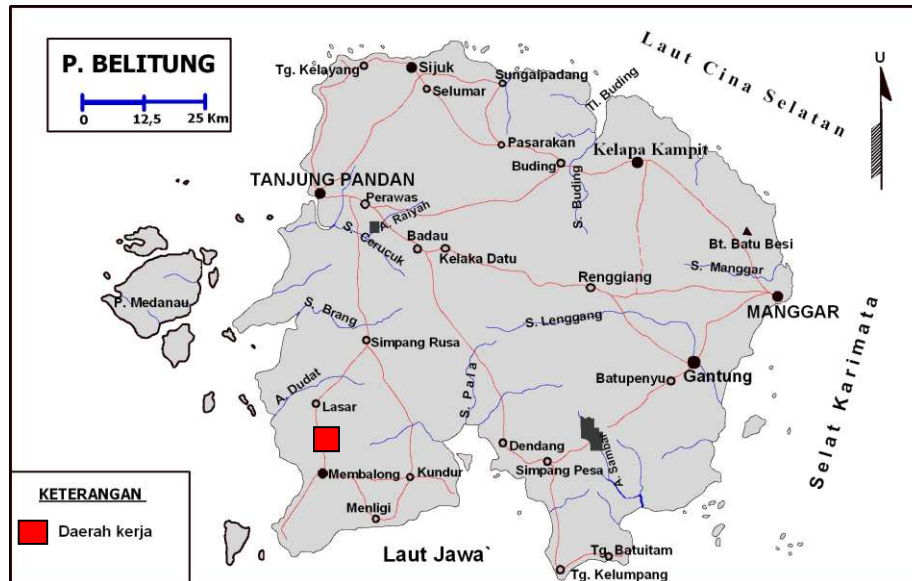 P. BELITUNG
0 12,5 25 Km
Laut Cina Selatan
U
Tg. Kelayang
Sijuk
Selumar
Sungalpadang
Tl. Buding
Pasarakan
Buding
Kelapa Kampit
TANJUNG PANDAN
Perawas
A. Raiyah
S. Buding
S. Cerucuk
Badau
Kelaka Datu
Bt. Batu Besi
S. Manggar
Renggiang
P. Medanau
MANGGAR
S. Brang
S. Lenggang
Simpang Rusa
Selat Karimata
Gantung
Batupenyu
A. Dudat
S. Pala
Lasar
Dendang
A. Sambar
Simpang Pesa
Membalong
Kundur
Menligi
KETERANGAN
Daerah kerja
Laut Jawa`
Tg. Batuitam
Tg. Kelumpang